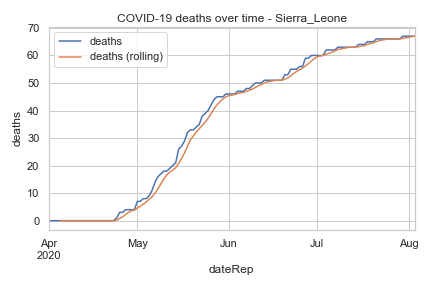 COVID-19 deaths over time - Sierra_Leone
70
60
50
40
30
20
10
0
deaths
deaths
deaths (rolling)
Apr
2020
May
Jun
Jul
Aug
dateRep